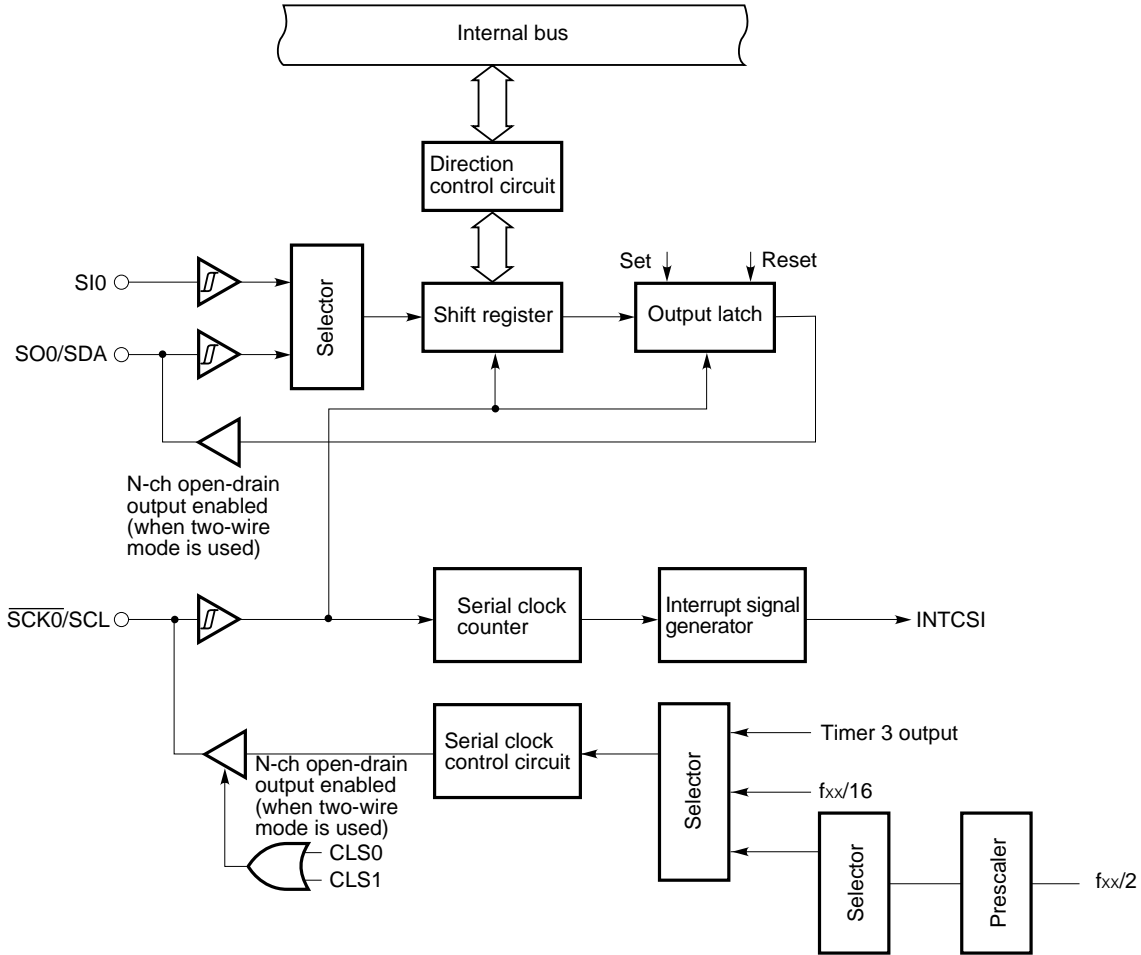 Internal bus
Direction
control circuit
Set
Reset
SI0
Selector
Shift register
Output latch
SO0/SDA
N-ch open-drain
output enabled
(when two-wire
mode is used)
SCK0/SCL
Serial clock
counter
Interrupt signal
generator
INTCSI
Serial clock
control circuit
Selector
Timer 3 output
fxx/16
N-ch open-drain
output enabled
(when two-wire
mode is used)
CLS0
CLS1
Selector
Prescaler
fxx/2